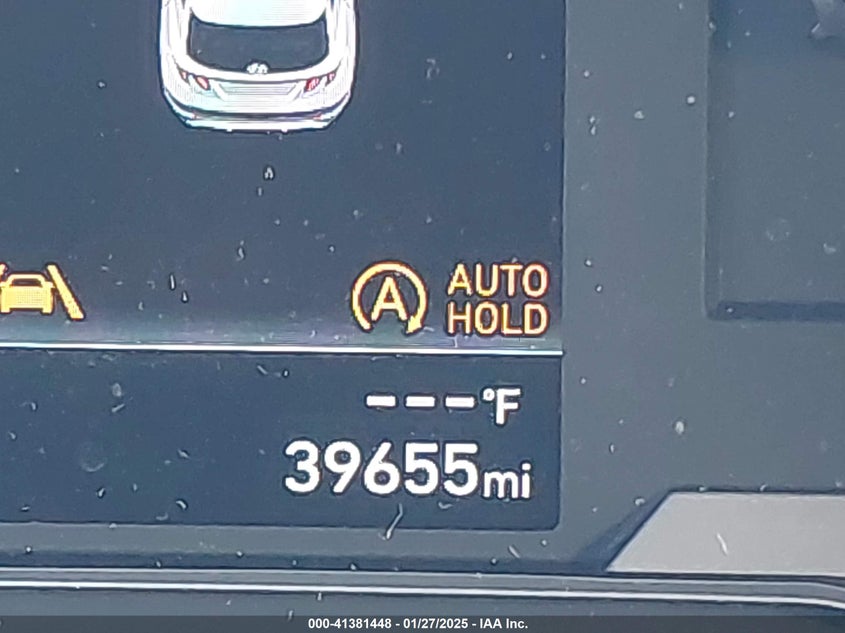 A
AUTO
HOLD
---°F
39655mi
000-41381448 - 01/27/2025 - IAA Inc.